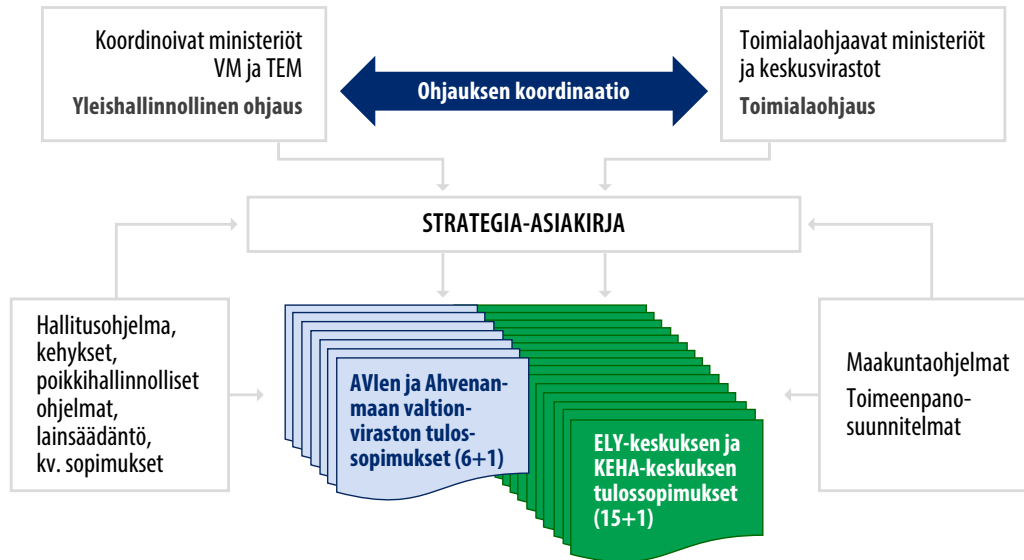 Koordinoivat ministeriöt
VM ja TEM
Yleishallinnollinen ohjaus
Ohjauksen koordinaatio
Toimialaohjaavat ministeriöt
ja keskusvirastot
Toimialaohjaus
STRATEGIA-ASIAKIRJA
Hallitusohjelma,
kehykset,
poikkihallinnolliset
ohjelmat,
lainsäädäntö,
kv. sopimukset
AVIen ja Ahvenan-
maan valtion-
viraston tulos-
sopimukset (6+1)
ELY-keskuksen ja
KEHA-keskuksen
tulossopimukset
(15+1)
Maakuntaohjelmat
Toimeenpano-
suunnitelmat